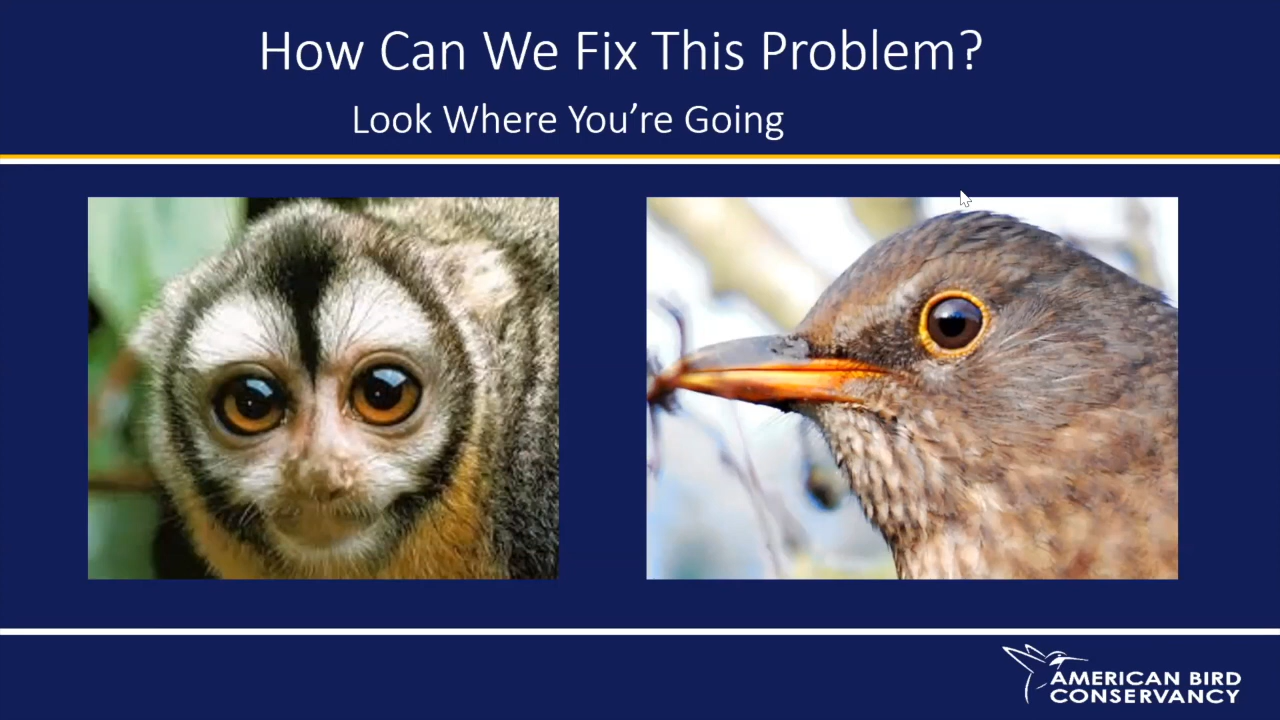 How Can We Fix This Problem?
Look Where You’re Going
AMERICAN BIRD
CONSERVANCY